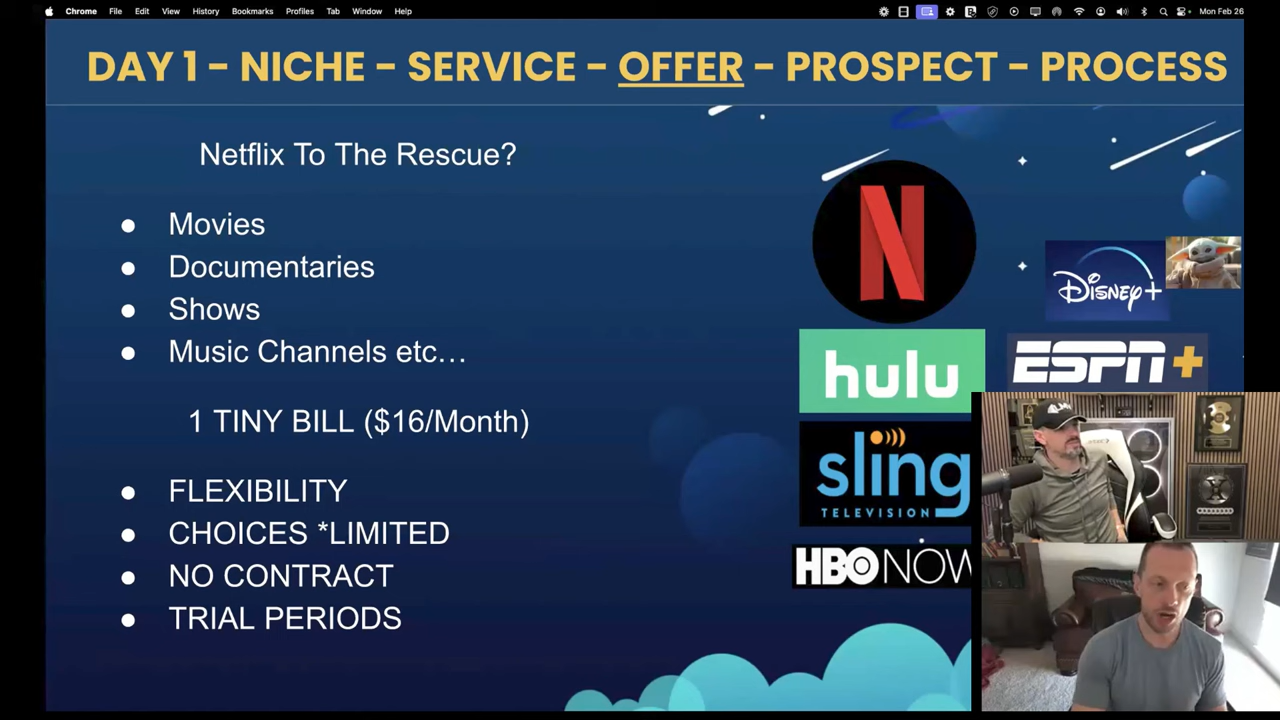 Chrome File Edit View History Bookmarks Profiles Tab Window Help Mon Feb 26
DAY 1 – NICHE – SERVICE – OFFER – PROSPECT – PROCESS
Netflix To The Rescue?
● Movies
● Documentaries
● Shows
● Music Channels etc…
1 TINY BILL ($16/Month)
● FLEXIBILITY
● CHOICES *LIMITED
● NO CONTRACT
● TRIAL PERIODS
N
Disney+
hulu
ESPN+
sling
TELEVISION
HBO NOW